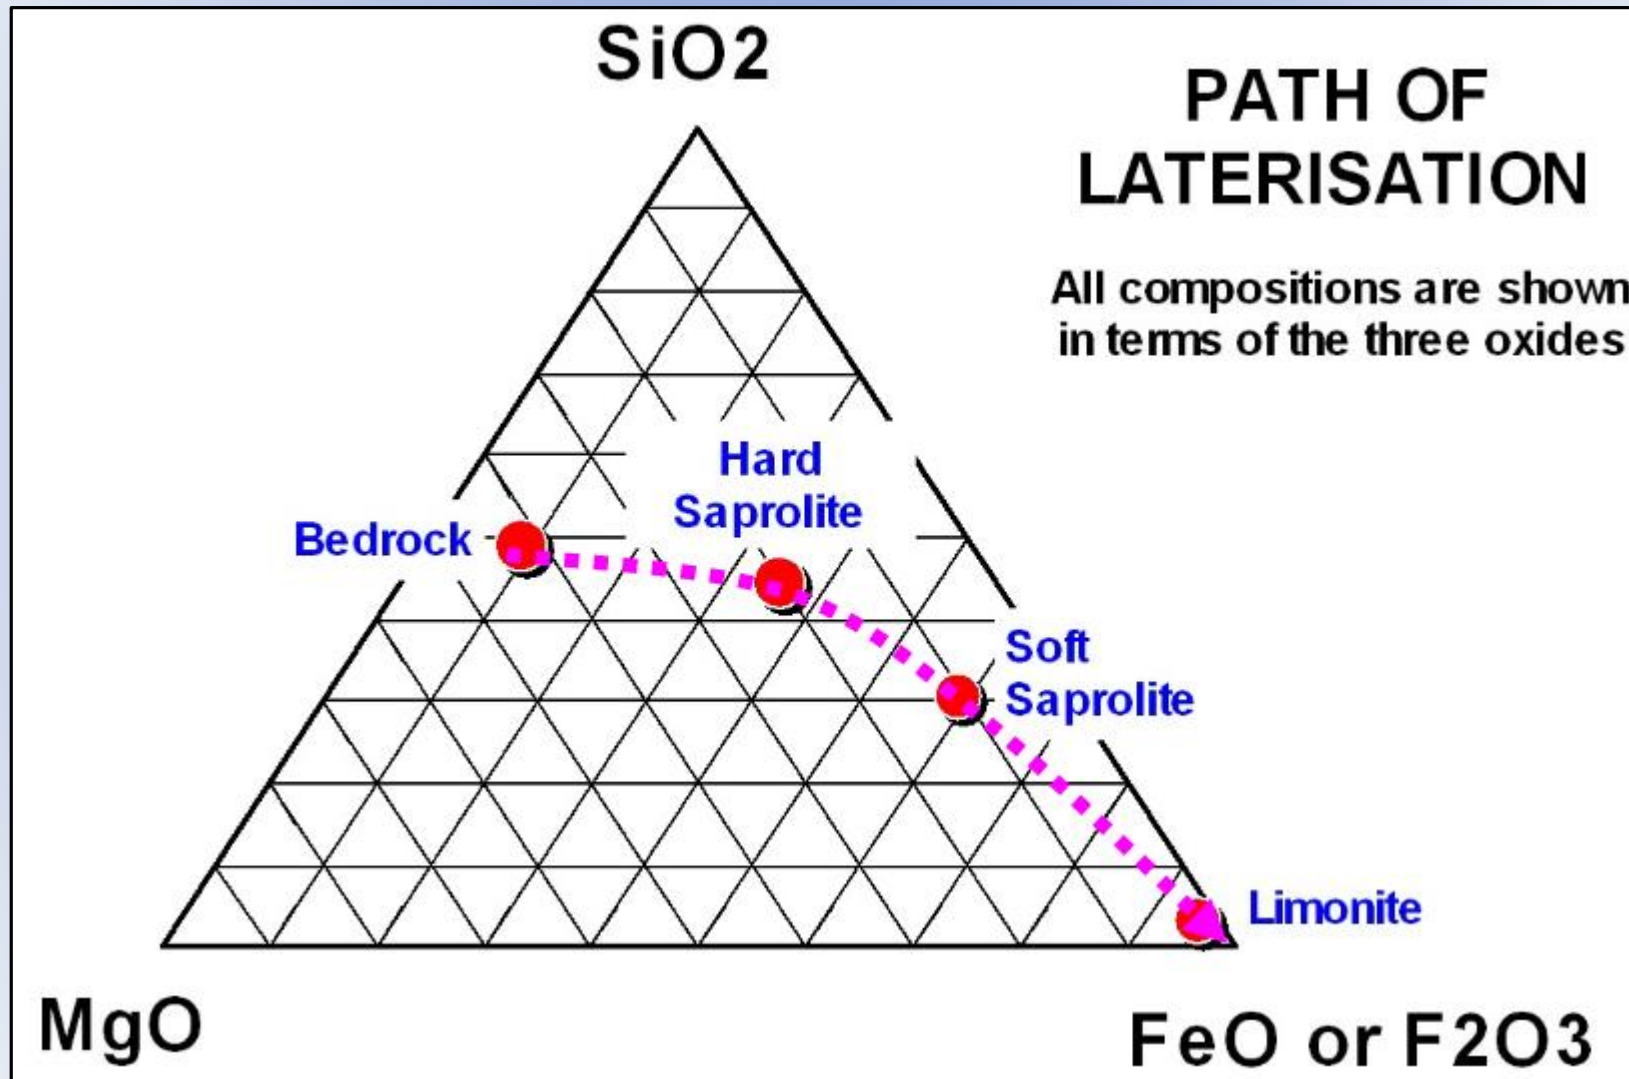 SiO2
PATH OF
LATERISATION
All compositions are shown
in terms of the three oxides
Hard
Saprolite
Bedrock
Soft
Saprolite
Limonite
MgO
FeO or F2O3